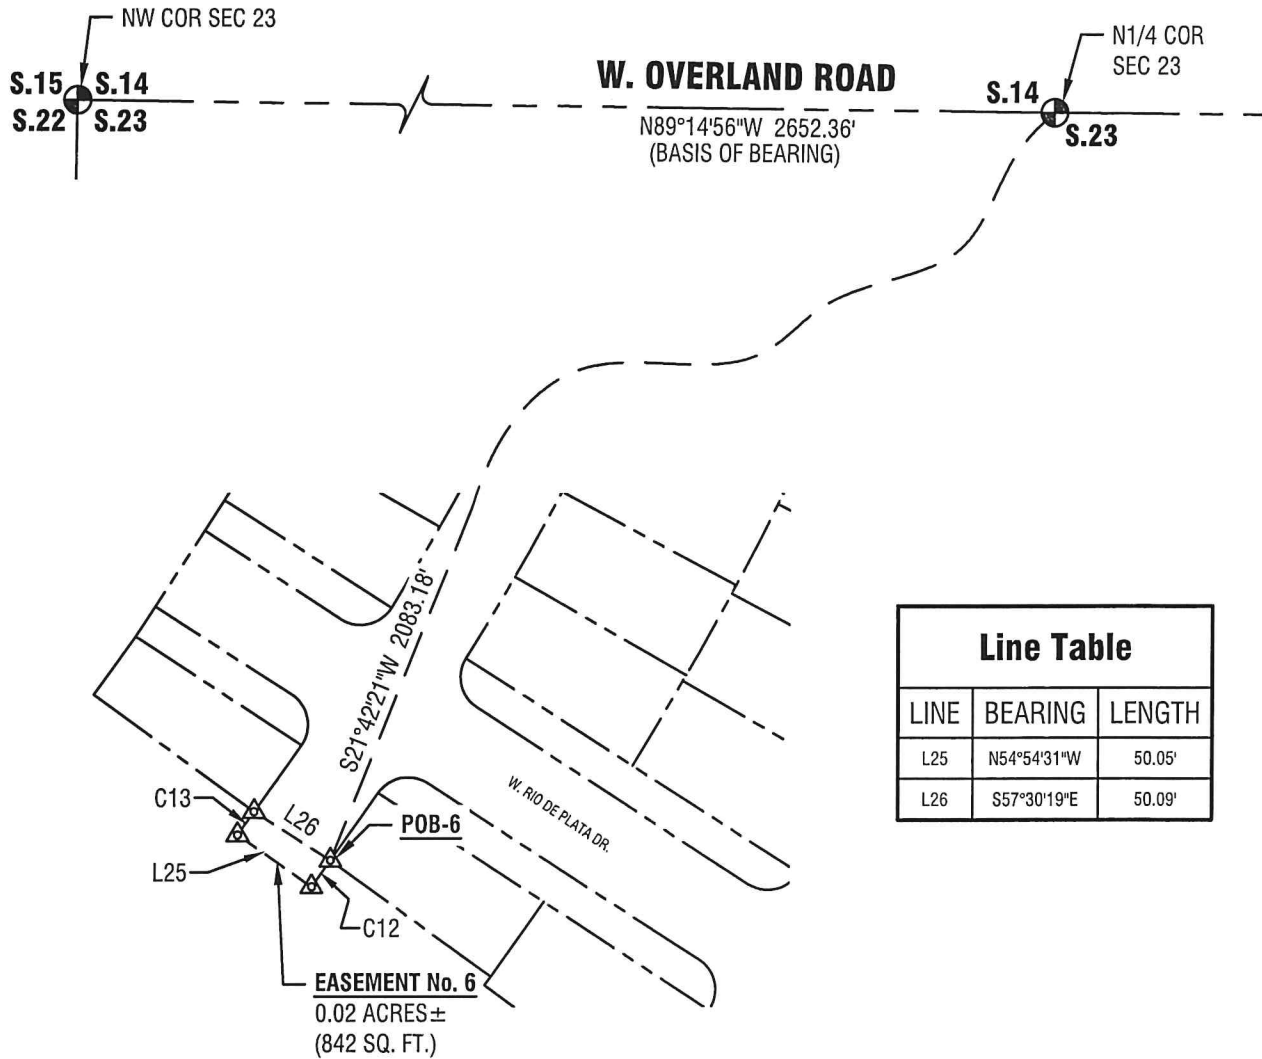 NW COR SEC 23
N1/4 COR
SEC 23
S.15 S.14
S.22 S.23
W. OVERLAND ROAD
N89°14'56"W 2652.36'
(BASIS OF BEARING)
S.14
S.23
S21°42'21"W 2083.18'
W. RIO DE PLATA DR.
C13
L26
POB-6
L25
C12
EASEMENT No. 6
0.02 ACRES±
(842 SQ. FT.)
Line Table
LINE BEARING LENGTH
L25 N54°54'31"W 50.05'
L26 S57°30'19"E 50.09'